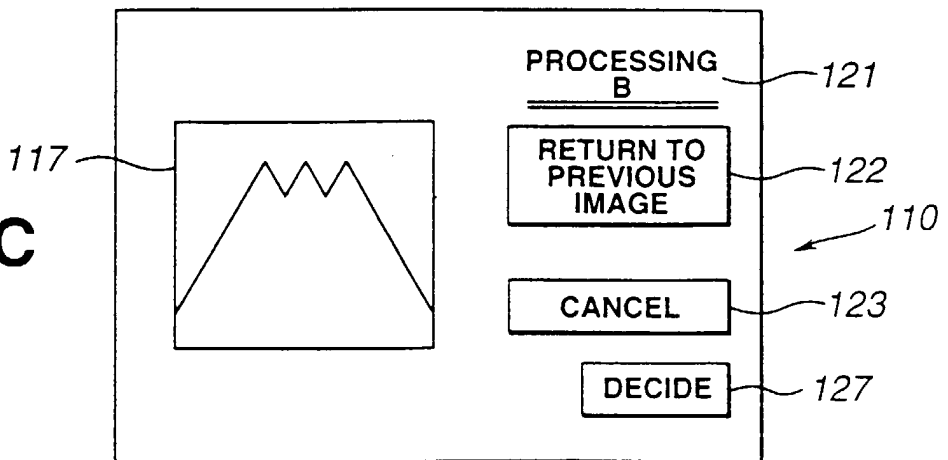 PROCESSING
B
121
117
RETURN TO
PREVIOUS
IMAGE
122
C
110
CANCEL
123
DECIDE
127